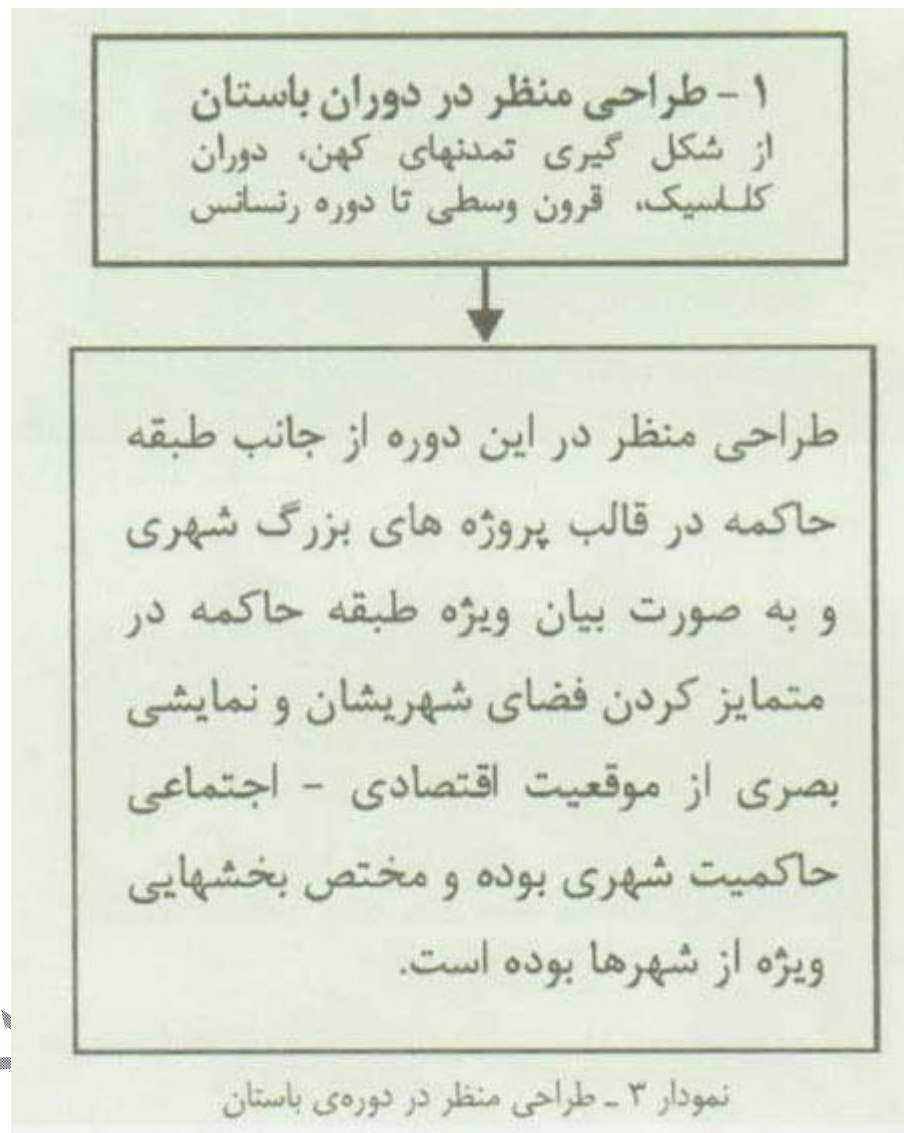 ۱ - طراحی منظر در دوران باستان
از شکل گیری تمدنهای کهن، دوران
کلاسیک، قرون وسطی تا دوره رنسانس
طراحی منظر در این دوره از جانب طبقه
حاکمه در قالب پروژه های بزرگ شهری
و به صورت بیان ویژه طبقه حاکمه در
متمایز کردن فضای شهریشان و نمایشی
بصری از موقعیت اقتصادی - اجتماعی
حاکمیت شهری بوده و مختص بخشهایی
ویژه از شهرها بوده است.
نمودار ۳ ـ طراحی منظر در دوره‌ی باستان